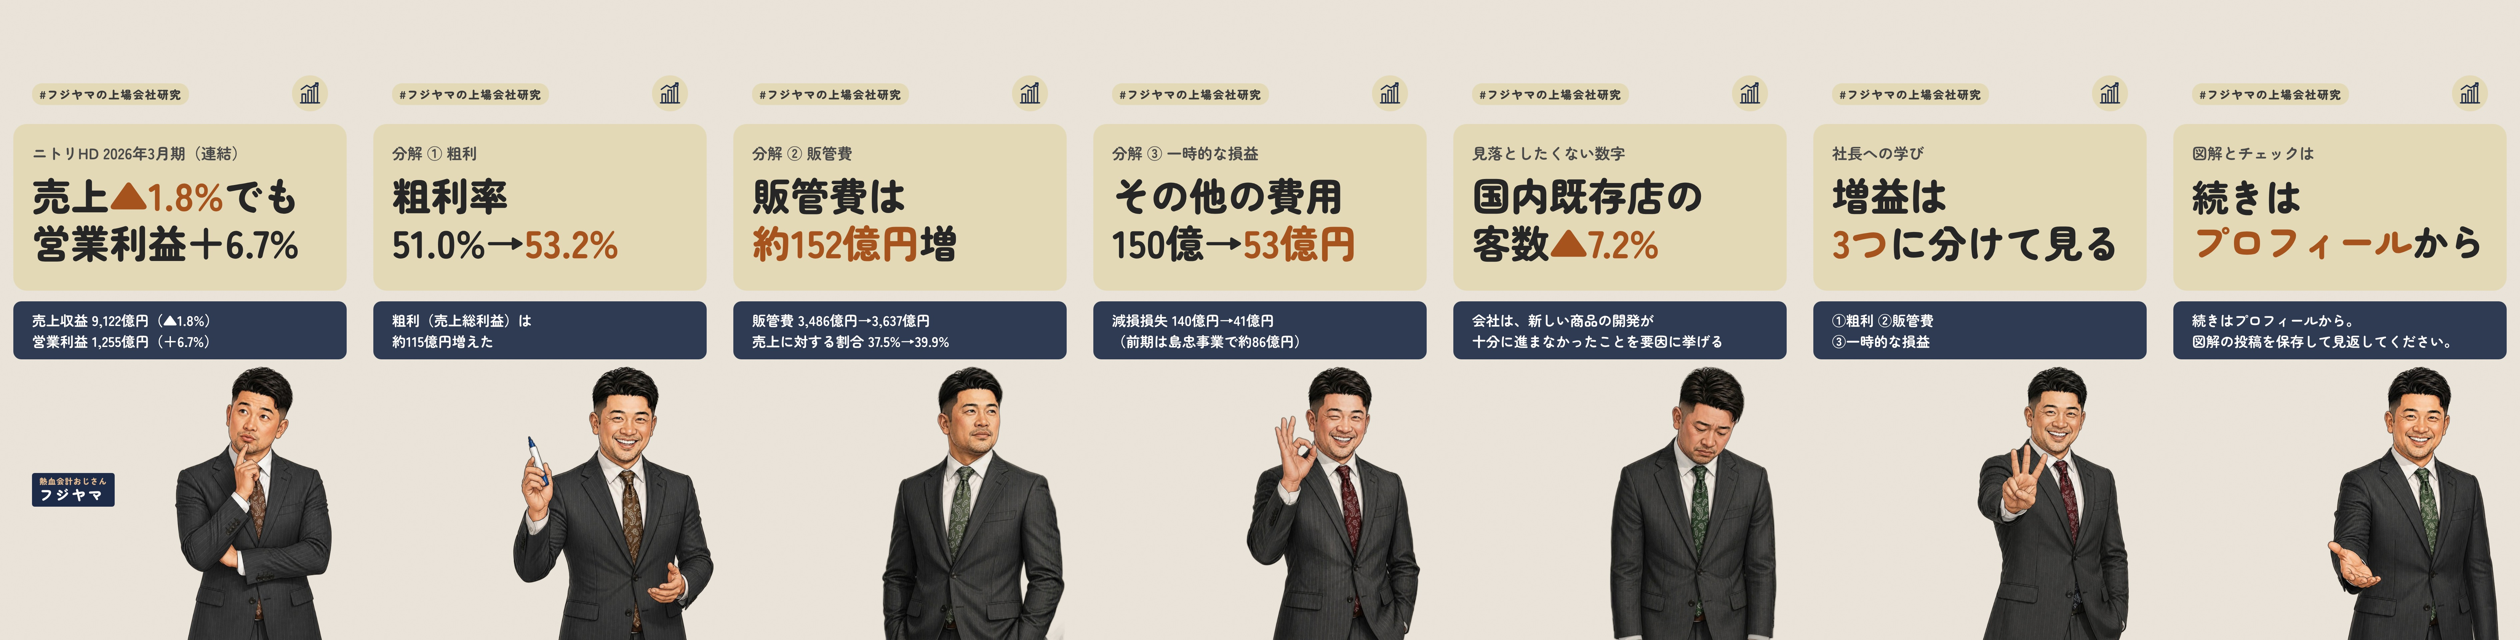 #フジヤマの上場会社研究
ニトリHD 2026年3月期（連結）
売上▲1.8%でも
営業利益＋6.7%
売上収益 9,122億円（▲1.8%）
営業利益 1,255億円（＋6.7%）
熱血会計おじさん
フジヤマ
#フジヤマの上場会社研究
分解 ① 粗利
粗利率
51.0%→53.2%
粗利（売上総利益）は
約115億円増えた
#フジヤマの上場会社研究
分解 ② 販管費
販管費は
約152億円増
販管費 3,486億円→3,637億円
売上に対する割合 37.5%→39.9%
#フジヤマの上場会社研究
分解 ③ 一時的な損益
その他の費用
150億→53億円
減損損失 140億円→41億円
（前期は島忠事業で約86億円）
#フジヤマの上場会社研究
見落としたくない数字
国内既存店の
客数▲7.2%
会社は、新しい商品の開発が
十分に進まなかったことを要因に挙げる
#フジヤマの上場会社研究
社長への学び
増益は
3つに分けて見る
①粗利 ②販管費
③一時的な損益
#フジヤマの上場会社研究
図解とチェックは
続きは
プロフィールから
続きはプロフィールから。
図解の投稿を保存して見返してください。